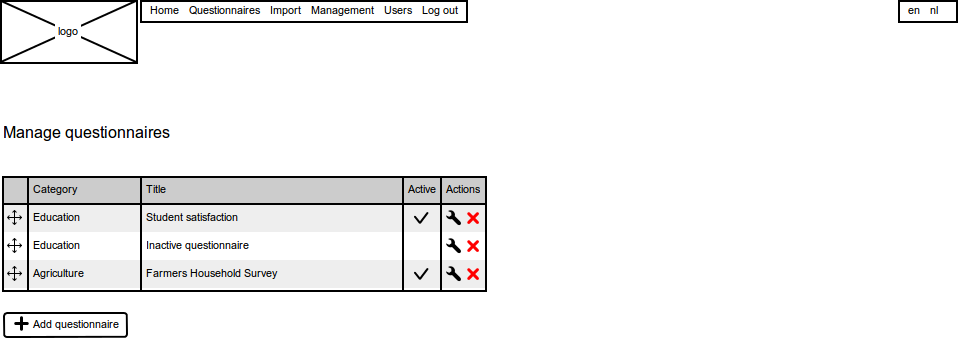 logo
Home Questionnaires Import Management Users Log out
en nl
Manage questionnaires
Category Title Active Actions
Education Student satisfaction
Education Inactive questionnaire
Agriculture Farmers Household Survey
Add questionnaire